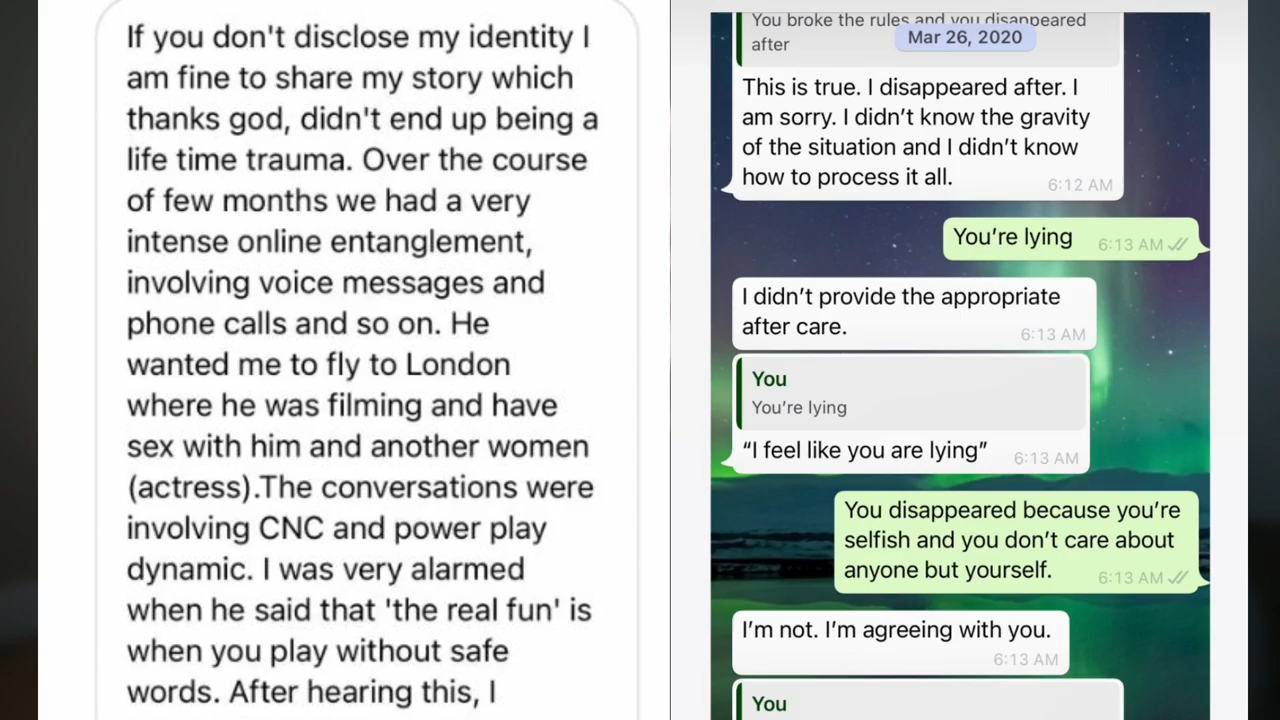 If you don't disclose my identity I
am fine to share my story which
thanks god, didn't end up being a
life time trauma. Over the course
of few months we had a very
intense online entanglement,
involving voice messages and
phone calls and so on. He
wanted me to fly to London
where he was filming and have
sex with him and another women
(actress).The conversations were
involving CNC and power play
dynamic. I was very alarmed
when he said that 'the real fun' is
when you play without safe
words. After hearing this, I
You broke the rules and you disappeared
after
Mar 26, 2020
This is true. I disappeared after. I
am sorry. I didn’t know the gravity
of the situation and I didn’t know
how to process it all.
6:12 AM
You’re lying
6:13 AM
I didn’t provide the appropriate
after care.
6:13 AM
You
You’re lying
“I feel like you are lying”
6:13 AM
You disappeared because you’re
selfish and you don’t care about
anyone but yourself.
6:13 AM
I’m not. I’m agreeing with you.
6:13 AM
You